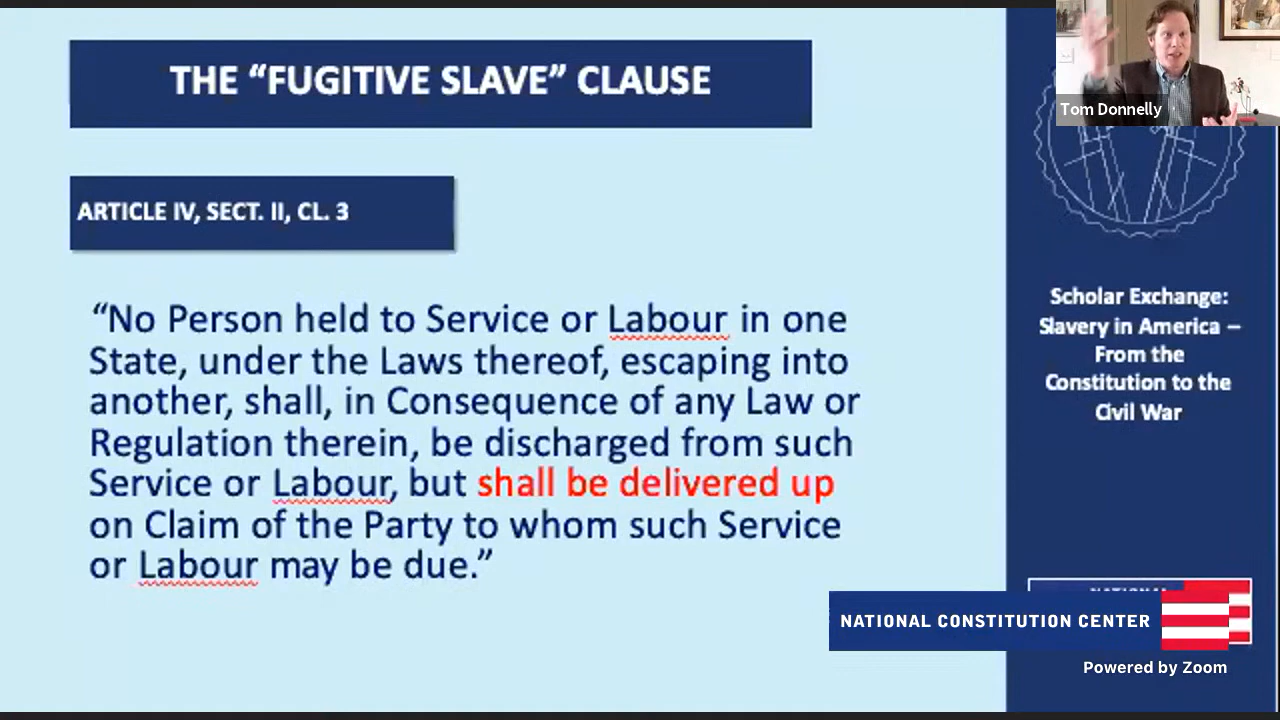 THE “FUGITIVE SLAVE” CLAUSE
ARTICLE IV, SECT. II, CL. 3
“No Person held to Service or Labour in one
State, under the Laws thereof, escaping into
another, shall, in Consequence of any Law or
Regulation therein, be discharged from such
Service or Labour, but shall be delivered up
on Claim of the Party to whom such Service
or Labour may be due.”
Tom Donnelly
Scholar Exchange:
Slavery in America –
From the
Constitution to the
Civil War
NATIONAL CONSTITUTION CENTER
Powered by Zoom